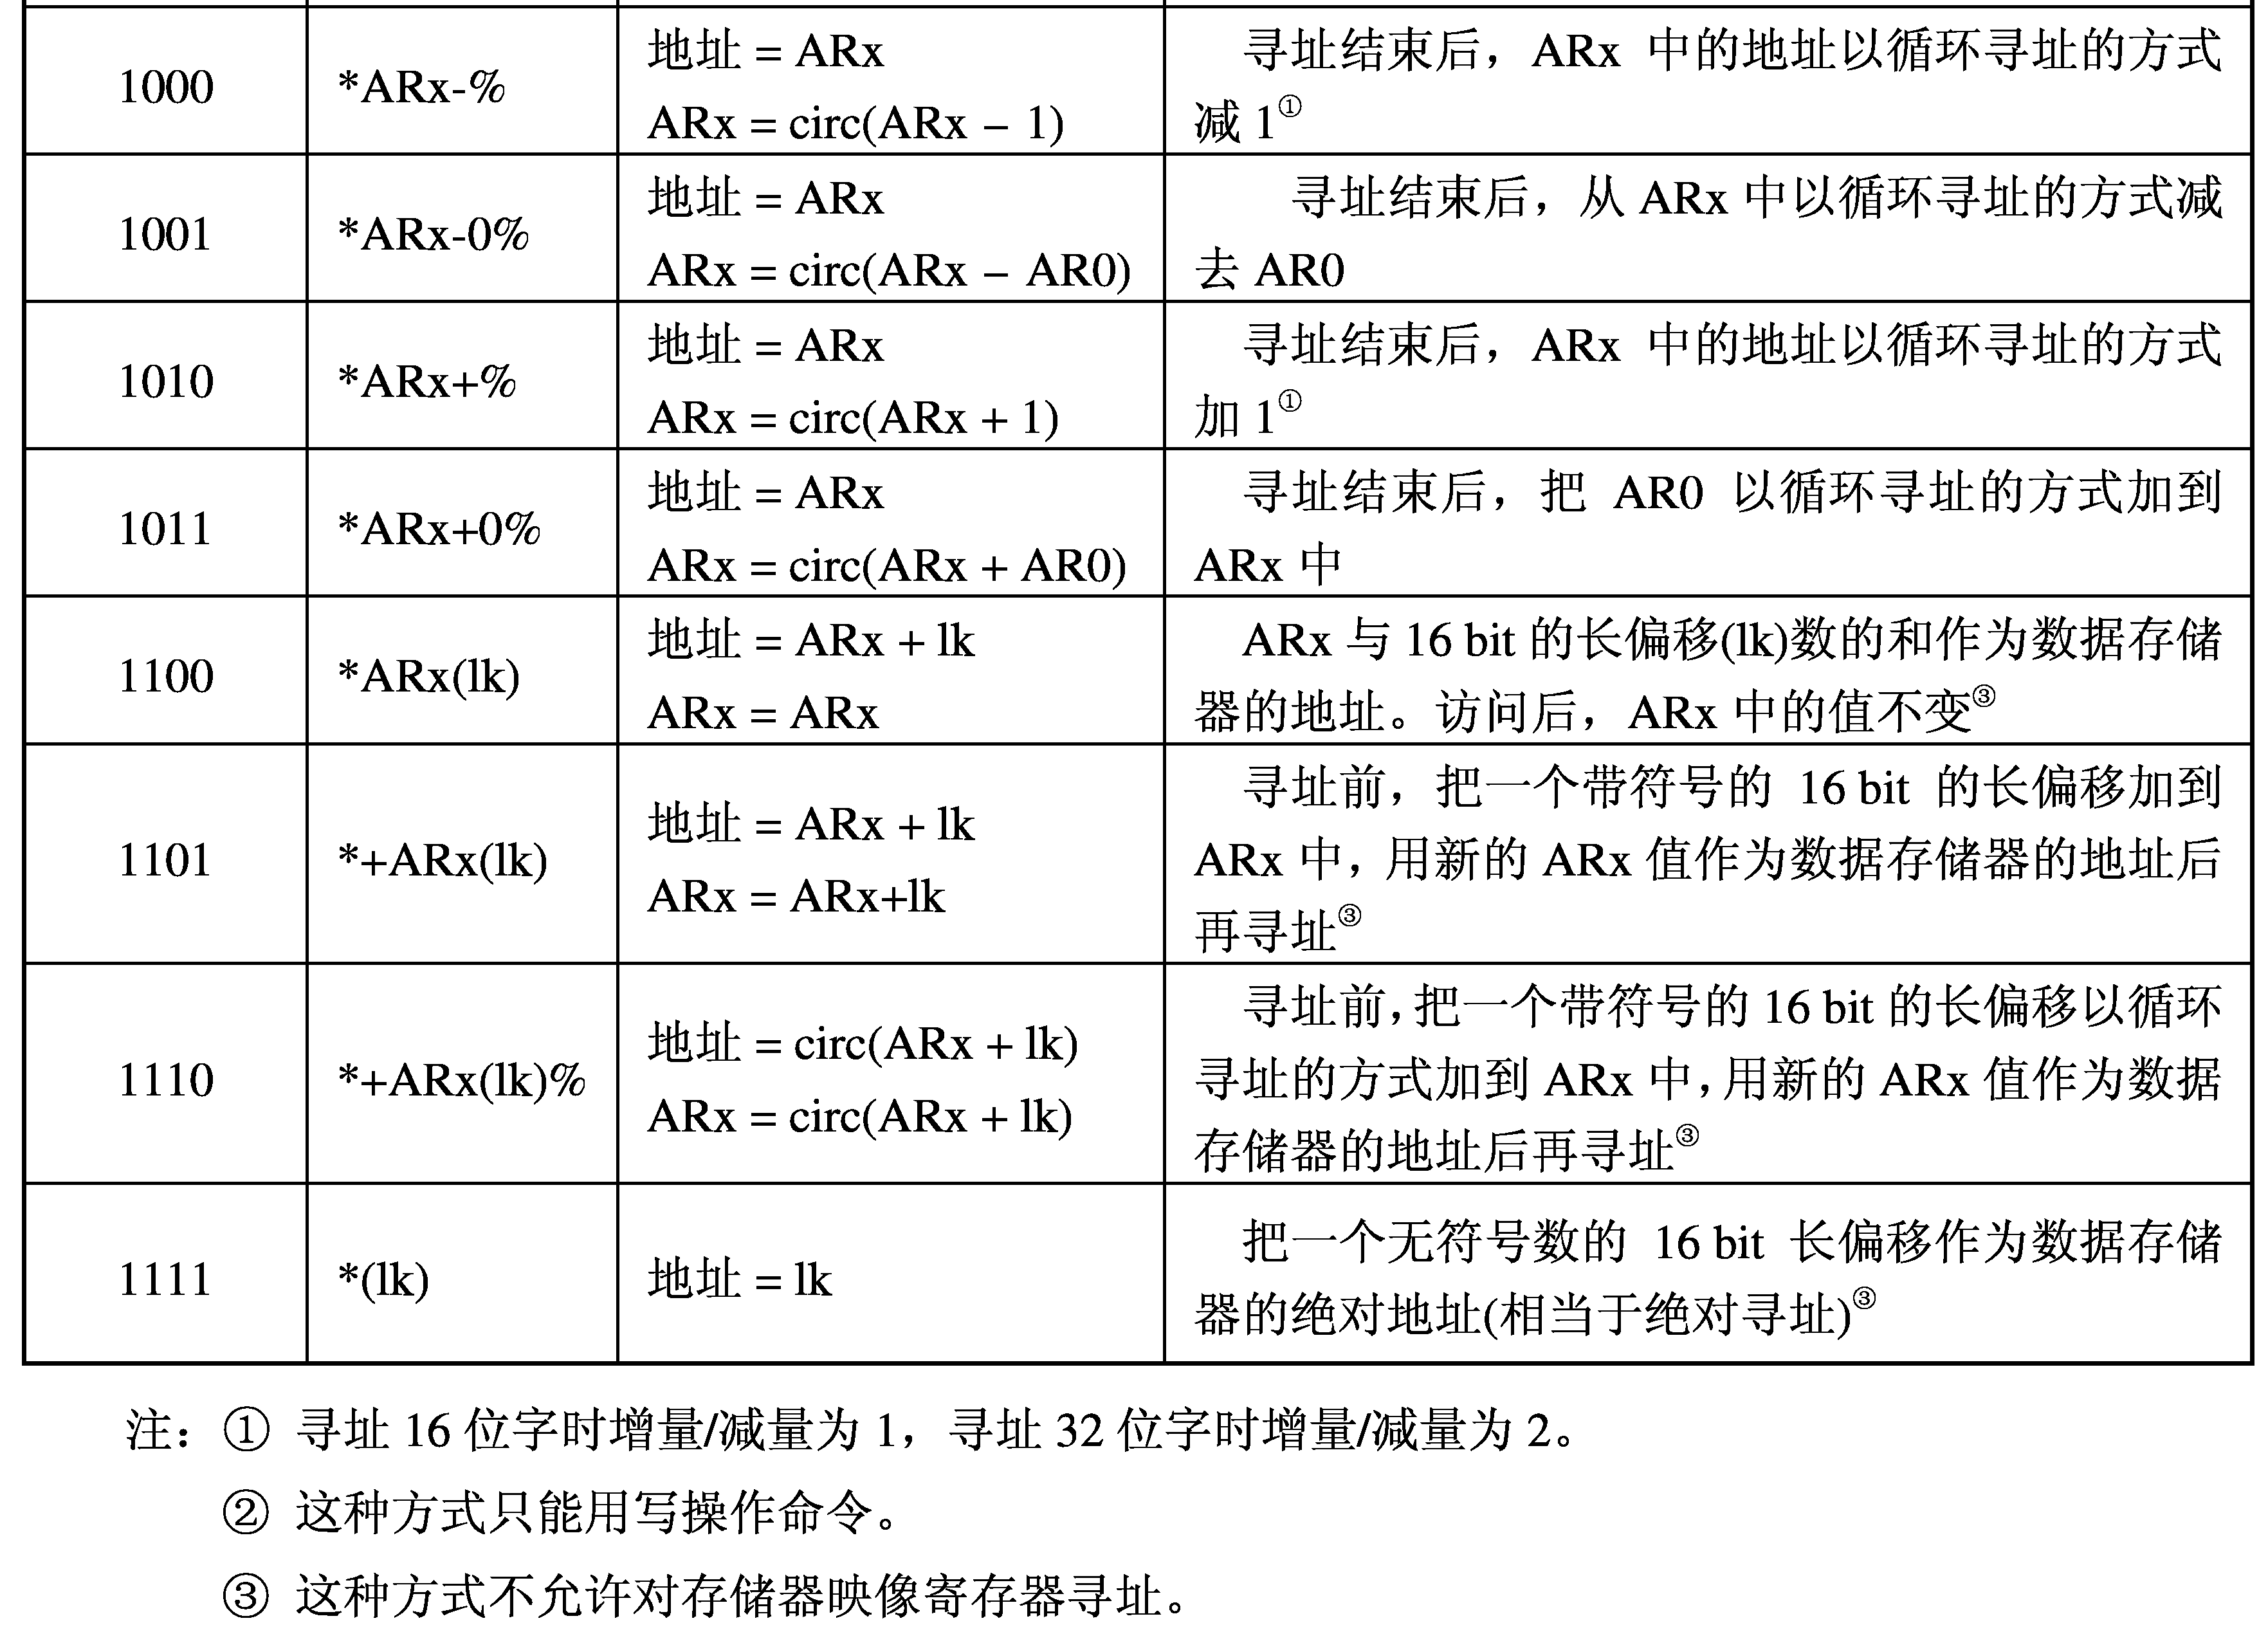 1000 *ARx-% 地址 = ARx 寻址结束后，ARx 中的地址以循环寻址的方式
ARx = circ(ARx – 1) 减 1①
1001 *ARx-0% 地址 = ARx 寻址结束后，从 ARx 中以循环寻址的方式减
ARx = circ(ARx – AR0) 去 AR0
1010 *ARx+% 地址 = ARx 寻址结束后，ARx 中的地址以循环寻址的方式
ARx = circ(ARx + 1) 加 1①
1011 *ARx+0% 地址 = ARx 寻址结束后，把 AR0 以循环寻址的方式加到
ARx = circ(ARx + AR0) ARx 中
1100 *ARx(lk) 地址 = ARx + lk ARx 与 16 bit 的长偏移(lk)数的和作为数据存储
ARx = ARx 器的地址。访问后，ARx 中的值不变③
1101 *+ARx(lk) 地址 = ARx + lk 寻址前，把一个带符号的 16 bit 的长偏移加到
ARx = ARx+lk ARx 中，用新的 ARx 值作为数据存储器的地址后
再寻址③
1110 *+ARx(lk)% 地址 = circ(ARx + lk) 寻址前，把一个带符号的 16 bit 的长偏移以循环
ARx = circ(ARx + lk) 寻址的方式加到 ARx 中，用新的 ARx 值作为数据
存储器的地址后再寻址③
1111 *(lk) 地址 = lk 把一个无符号数的 16 bit 长偏移作为数据存储
器的绝对地址(相当于绝对寻址)③
注：① 寻址 16 位字时增量/减量为 1，寻址 32 位字时增量/减量为 2。
② 这种方式只能用写操作命令。
③ 这种方式不允许对存储器映像寄存器寻址。